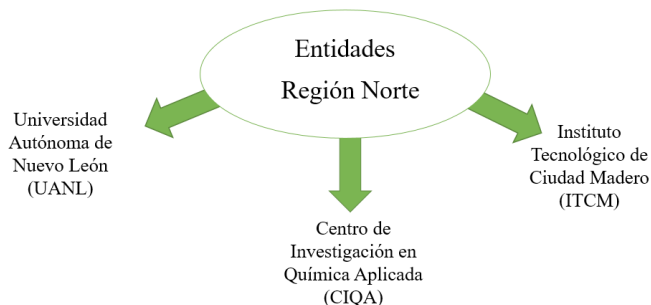 Entidades
Región Norte
Universidad
Autónoma de
Nuevo León
(UANL)
Centro de
Investigación en
Química Aplicada
(CIQA)
Instituto
Tecnológico de
Ciudad Madero
(ITCM)